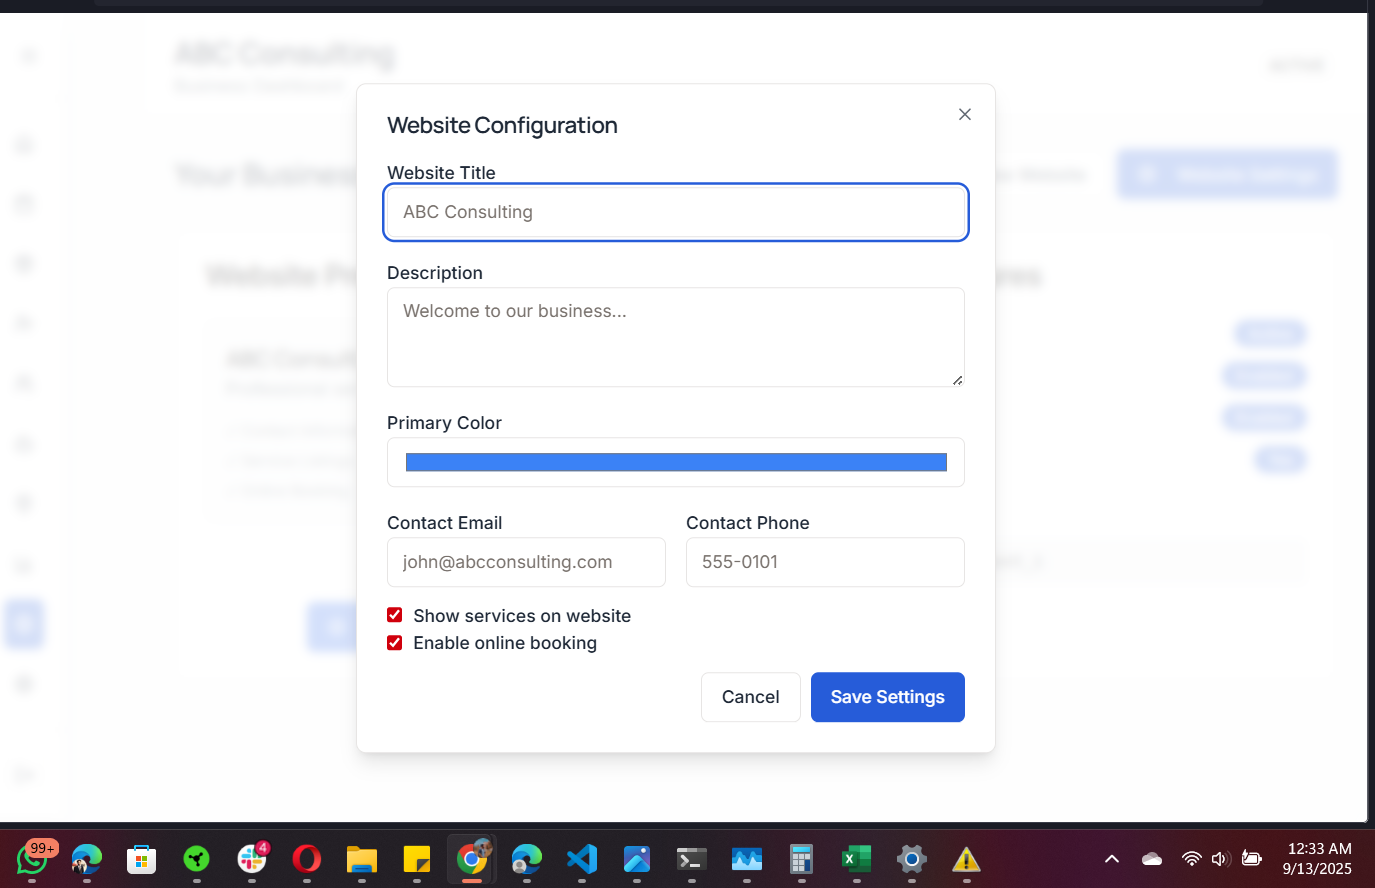 ABC Consulting
Website Configuration
Website Title
ABC Consulting
Description
Welcome to our business...
Primary Color
Contact Email
Contact Phone
john@abcconsulting.com
555-0101
Show services on website
Enable online booking
Cancel
Save Settings
99+
4
12:33 AM
9/13/2025